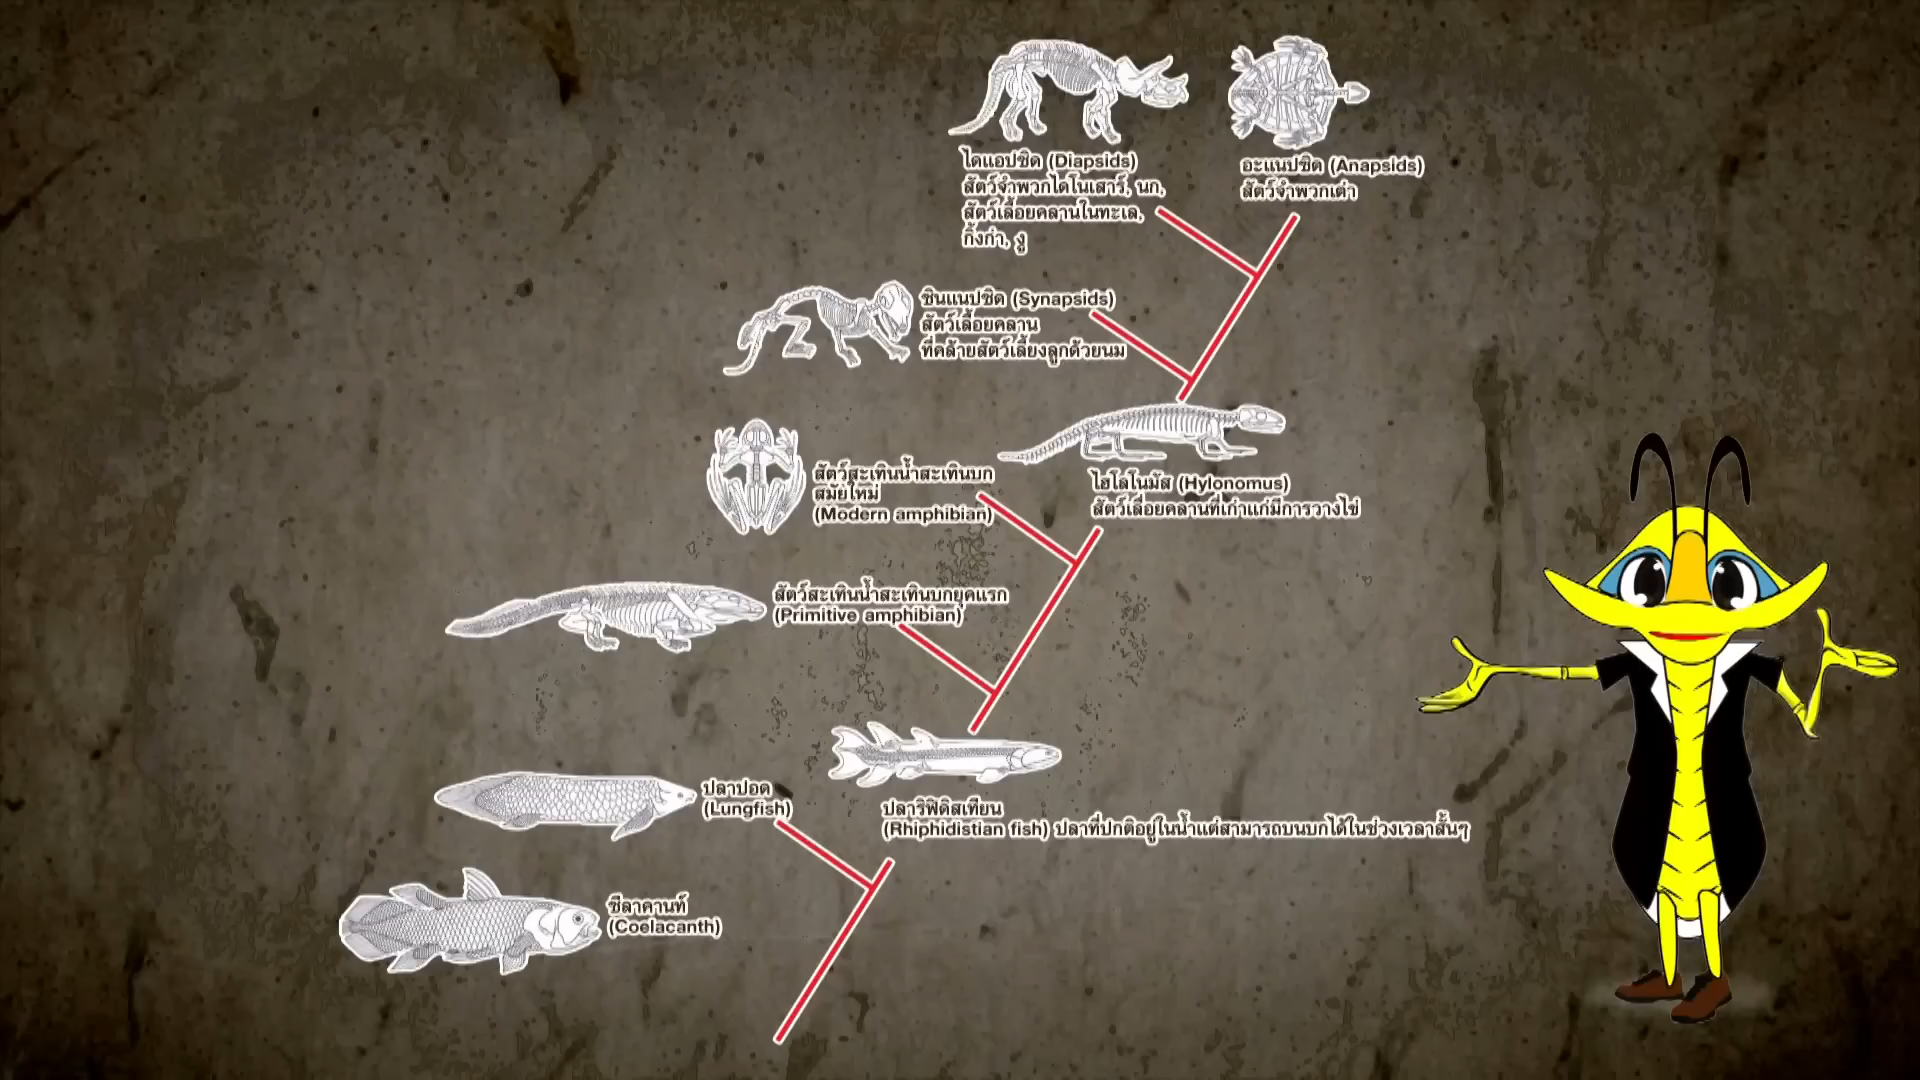 ไดแอปซิด (Diapsids)
สัตว์จำพวกไดโนเสาร์, นก,
สัตว์เลื้อยคลานในทะเล,
กิ้งก่า, งู
อะแนปซิด (Anapsids)
สัตว์จำพวกเต่า
ซินแนปซิด (Synapsids)
สัตว์เลื้อยคลาน
ที่คล้ายสัตว์เลี้ยงลูกด้วยนม
สัตว์สะเทินน้ำสะเทินบก
สมัยใหม่
(Modern amphibian)
ไฮโลโนมัส (Hylonomus)
สัตว์เลื้อยคลานที่เก่าแก่มีการวางไข่
สัตว์สะเทินน้ำสะเทินบกยุคแรก
(Primitive amphibian)
ปลาปอด
(Lungfish)
ปลาริฟิดิสเทียน
(Rhiphidistian fish) ปลาที่ปกติอยู่ในน้ำแต่สามารถบนบกได้ในช่วงเวลาสั้นๆ
ซีลาคานท์
(Coelacanth)